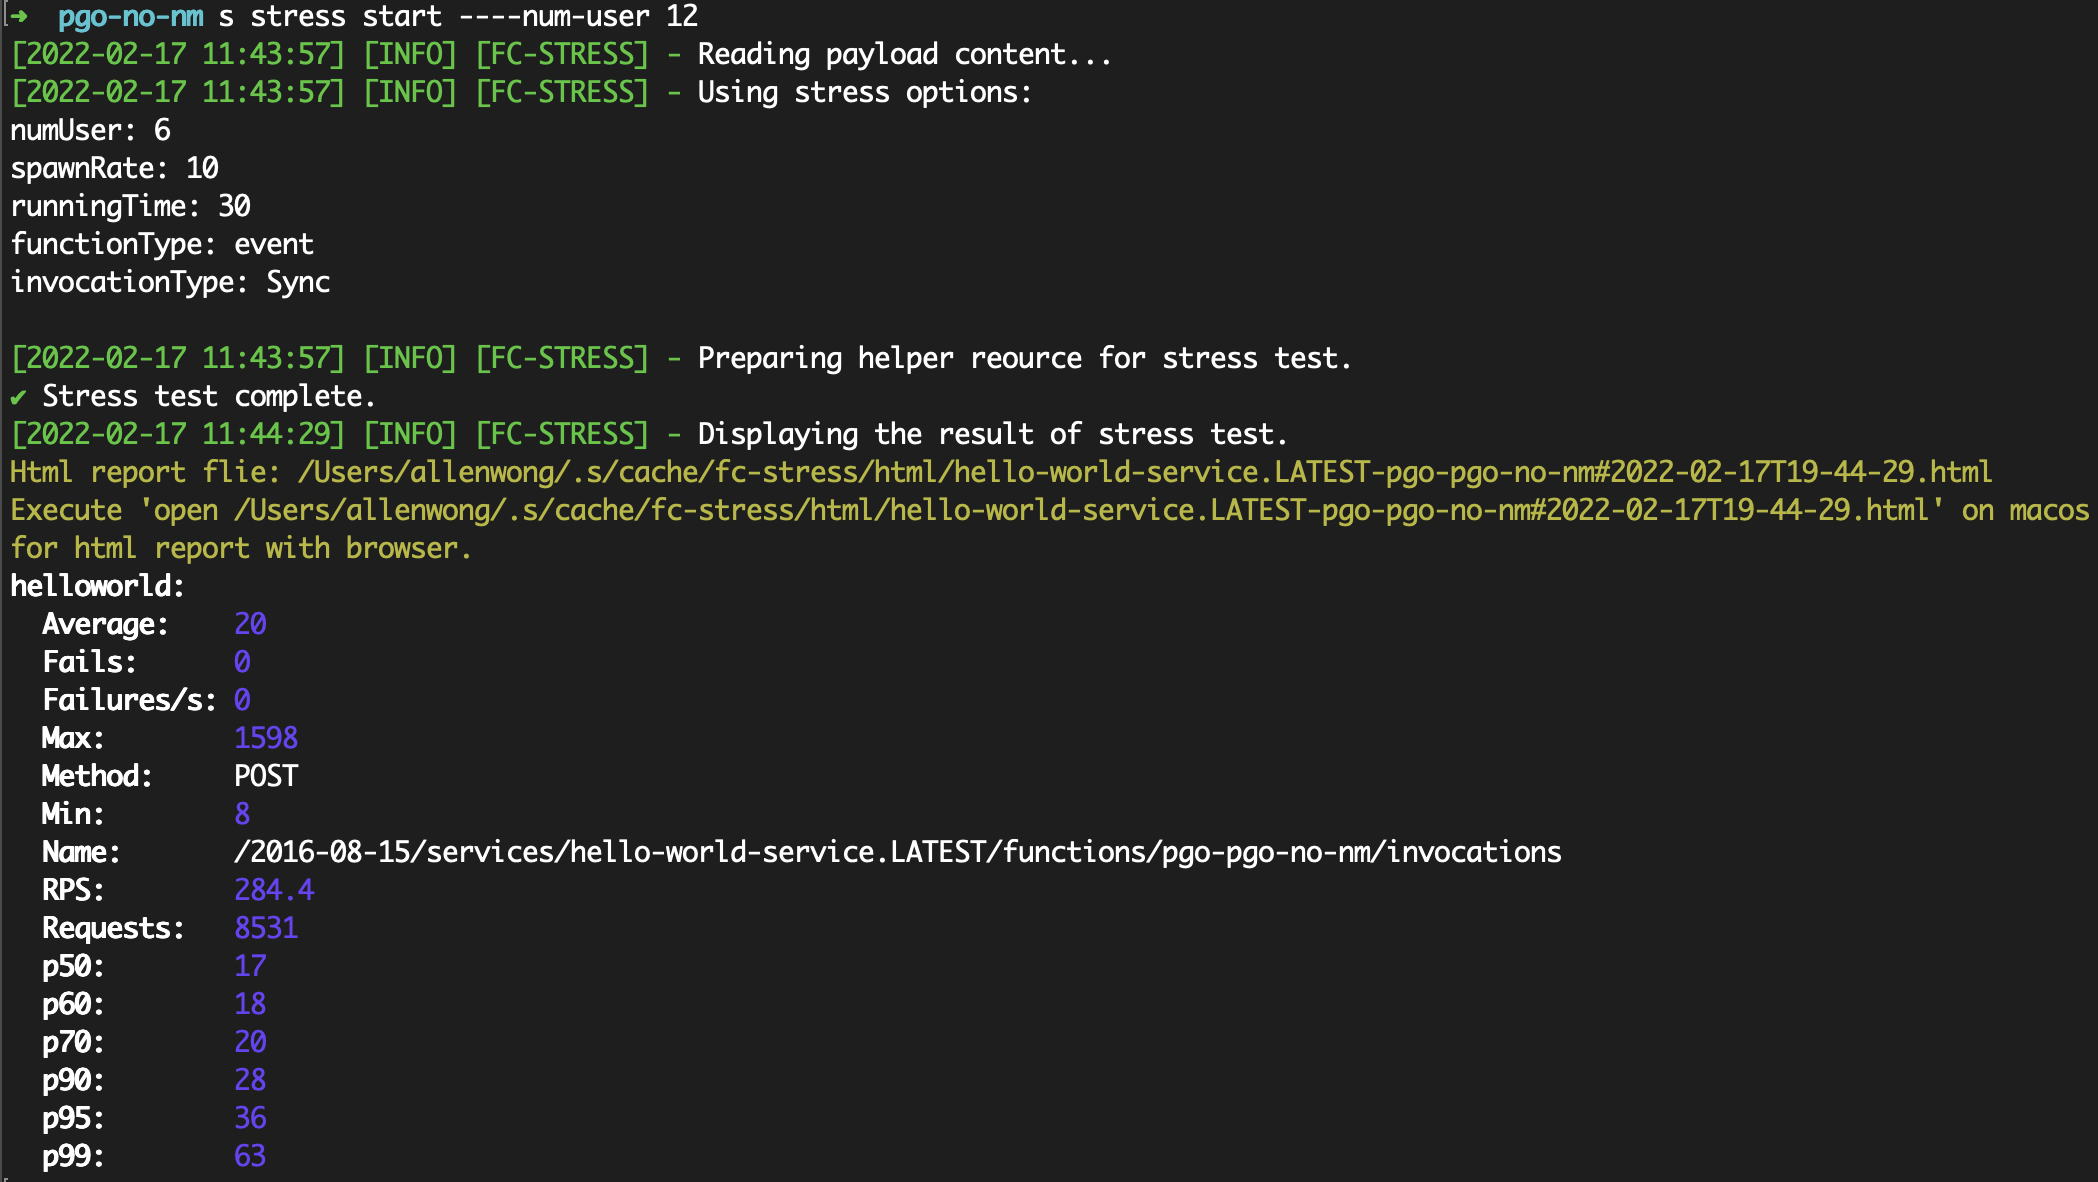 ➜  pgo-no-nm s stress start ----num-user 12
[2022-02-17 11:43:57] [INFO] [FC-STRESS] - Reading payload content...
[2022-02-17 11:43:57] [INFO] [FC-STRESS] - Using stress options:
numUser: 6
spawnRate: 10
runningTime: 30
functionType: event
invocationType: Sync
[2022-02-17 11:43:57] [INFO] [FC-STRESS] - Preparing helper reource for stress test.
✔ Stress test complete.
[2022-02-17 11:44:29] [INFO] [FC-STRESS] - Displaying the result of stress test.
Html report flie: /Users/allenwong/.s/cache/fc-stress/html/hello-world-service.LATEST-pgo-pgo-no-nm#2022-02-17T19-44-29.html
Execute 'open /Users/allenwong/.s/cache/fc-stress/html/hello-world-service.LATEST-pgo-pgo-no-nm#2022-02-17T19-44-29.html' on macos
for html report with browser.
helloworld:
  Average:    20
  Fails:      0
  Failures/s: 0
  Max:        1598
  Method:     POST
  Min:        8
  Name:       /2016-08-15/services/hello-world-service.LATEST/functions/pgo-pgo-no-nm/invocations
  RPS:        284.4
  Requests:   8531
  p50:        17
  p60:        18
  p70:        20
  p90:        28
  p95:        36
  p99:        63